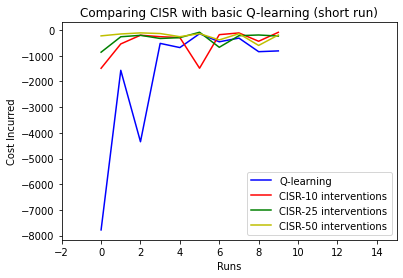 Comparing CISR with basic Q-learning (short run)
0
-1000
-2000
-3000
-4000
-5000
-6000
-7000
-8000
Cost Incurred
Q-learning
CISR-10 interventions
CISR-25 interventions
CISR-50 interventions
-2 0 2 4 6 8 10 12 14
Runs